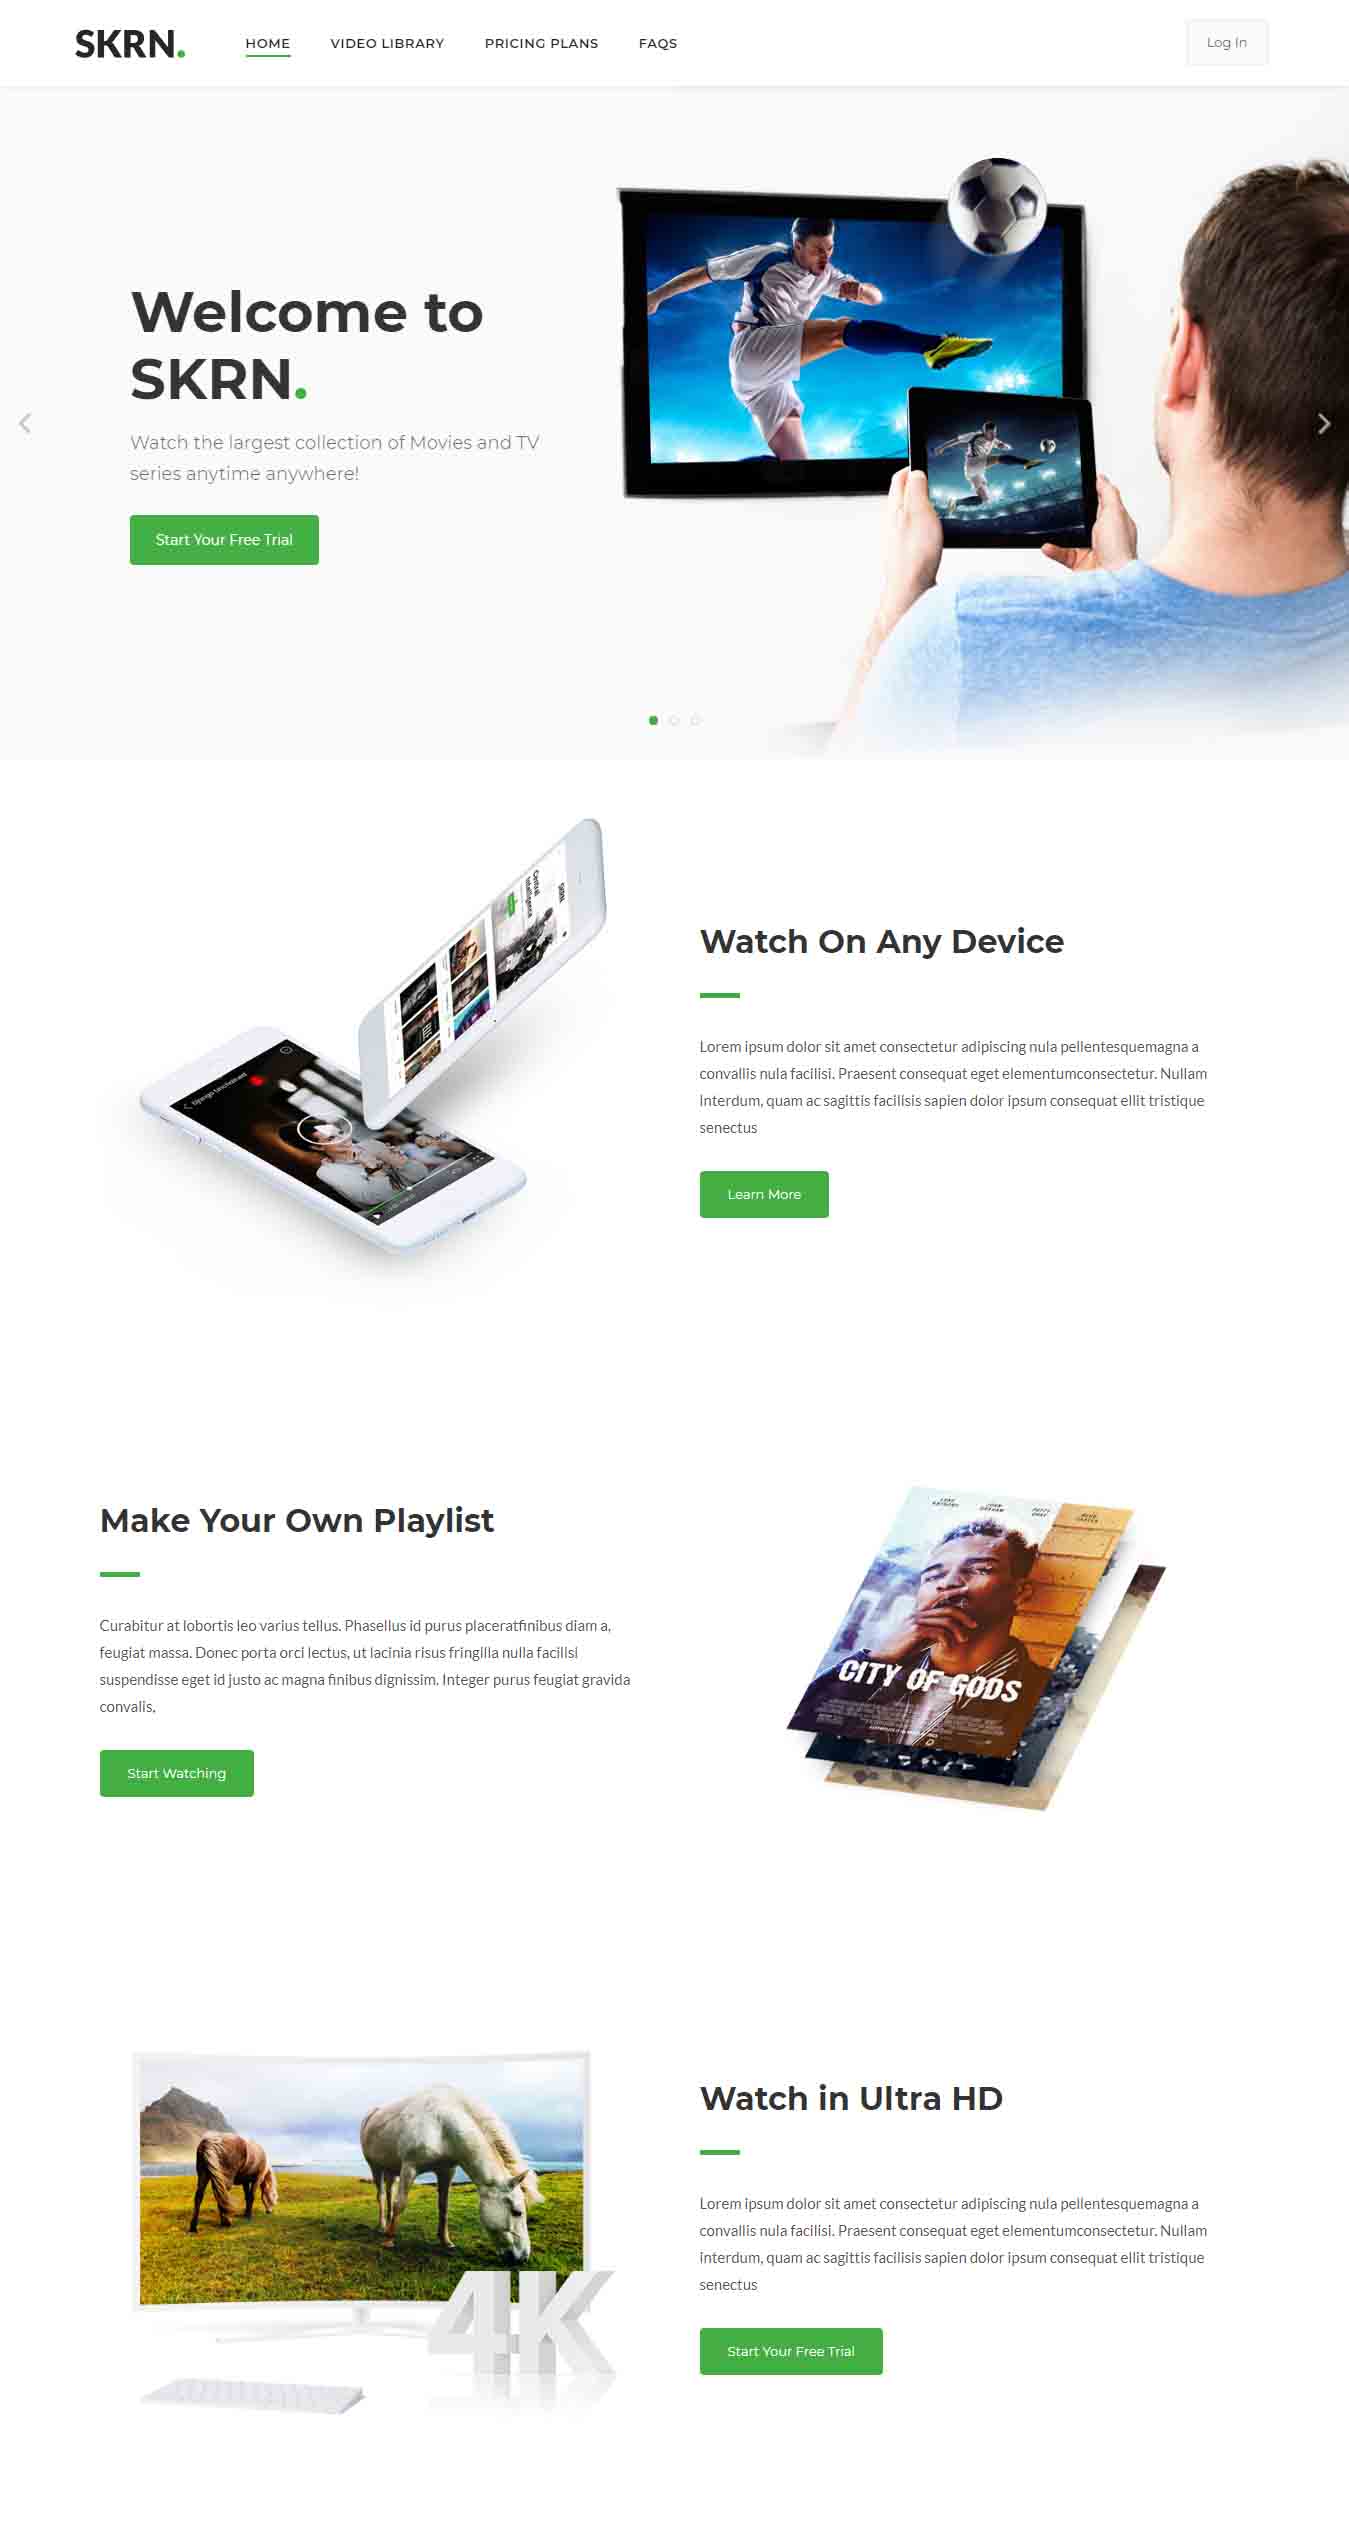 SKRN.
HOME
VIDEO LIBRARY
PRICING PLANS
FAQS
Log In
Welcome to
SKRN.
Watch the largest collection of Movies and TV
series anytime anywhere!
Start Your Free Trial
SKRN
Central
Intelligence
Django Unchained
Watch On Any Device
Lorem ipsum dolor sit amet consectetur adipiscing nula pellentesquemagna a
convallis nula facilisi. Praesent consequat eget elementumconsectetur. Nullam
Interdum, quam ac sagittis facilisis sapien dolor ipsum consequat ellit tristique
senectus
Learn More
Make Your Own Playlist
Curabitur at lobortis leo varius tellus. Phasellus id purus placeratfinibus diam a,
feugiat massa. Donec porta orci lectus, ut lacinia risus fringilla nulla facilisi
suspendisse eget id justo ac magna finibus dignissim. Integer purus feugiat gravida
convalis,
Start Watching
CITY OF GODS
Watch in Ultra HD
Lorem ipsum dolor sit amet consectetur adipiscing nula pellentesquemagna a
convallis nula facilisi. Praesent consequat eget elementumconsectetur. Nullam
interdum, quam ac sagittis facilisis sapien dolor ipsum consequat ellit tristique
senectus
Start Your Free Trial
4K